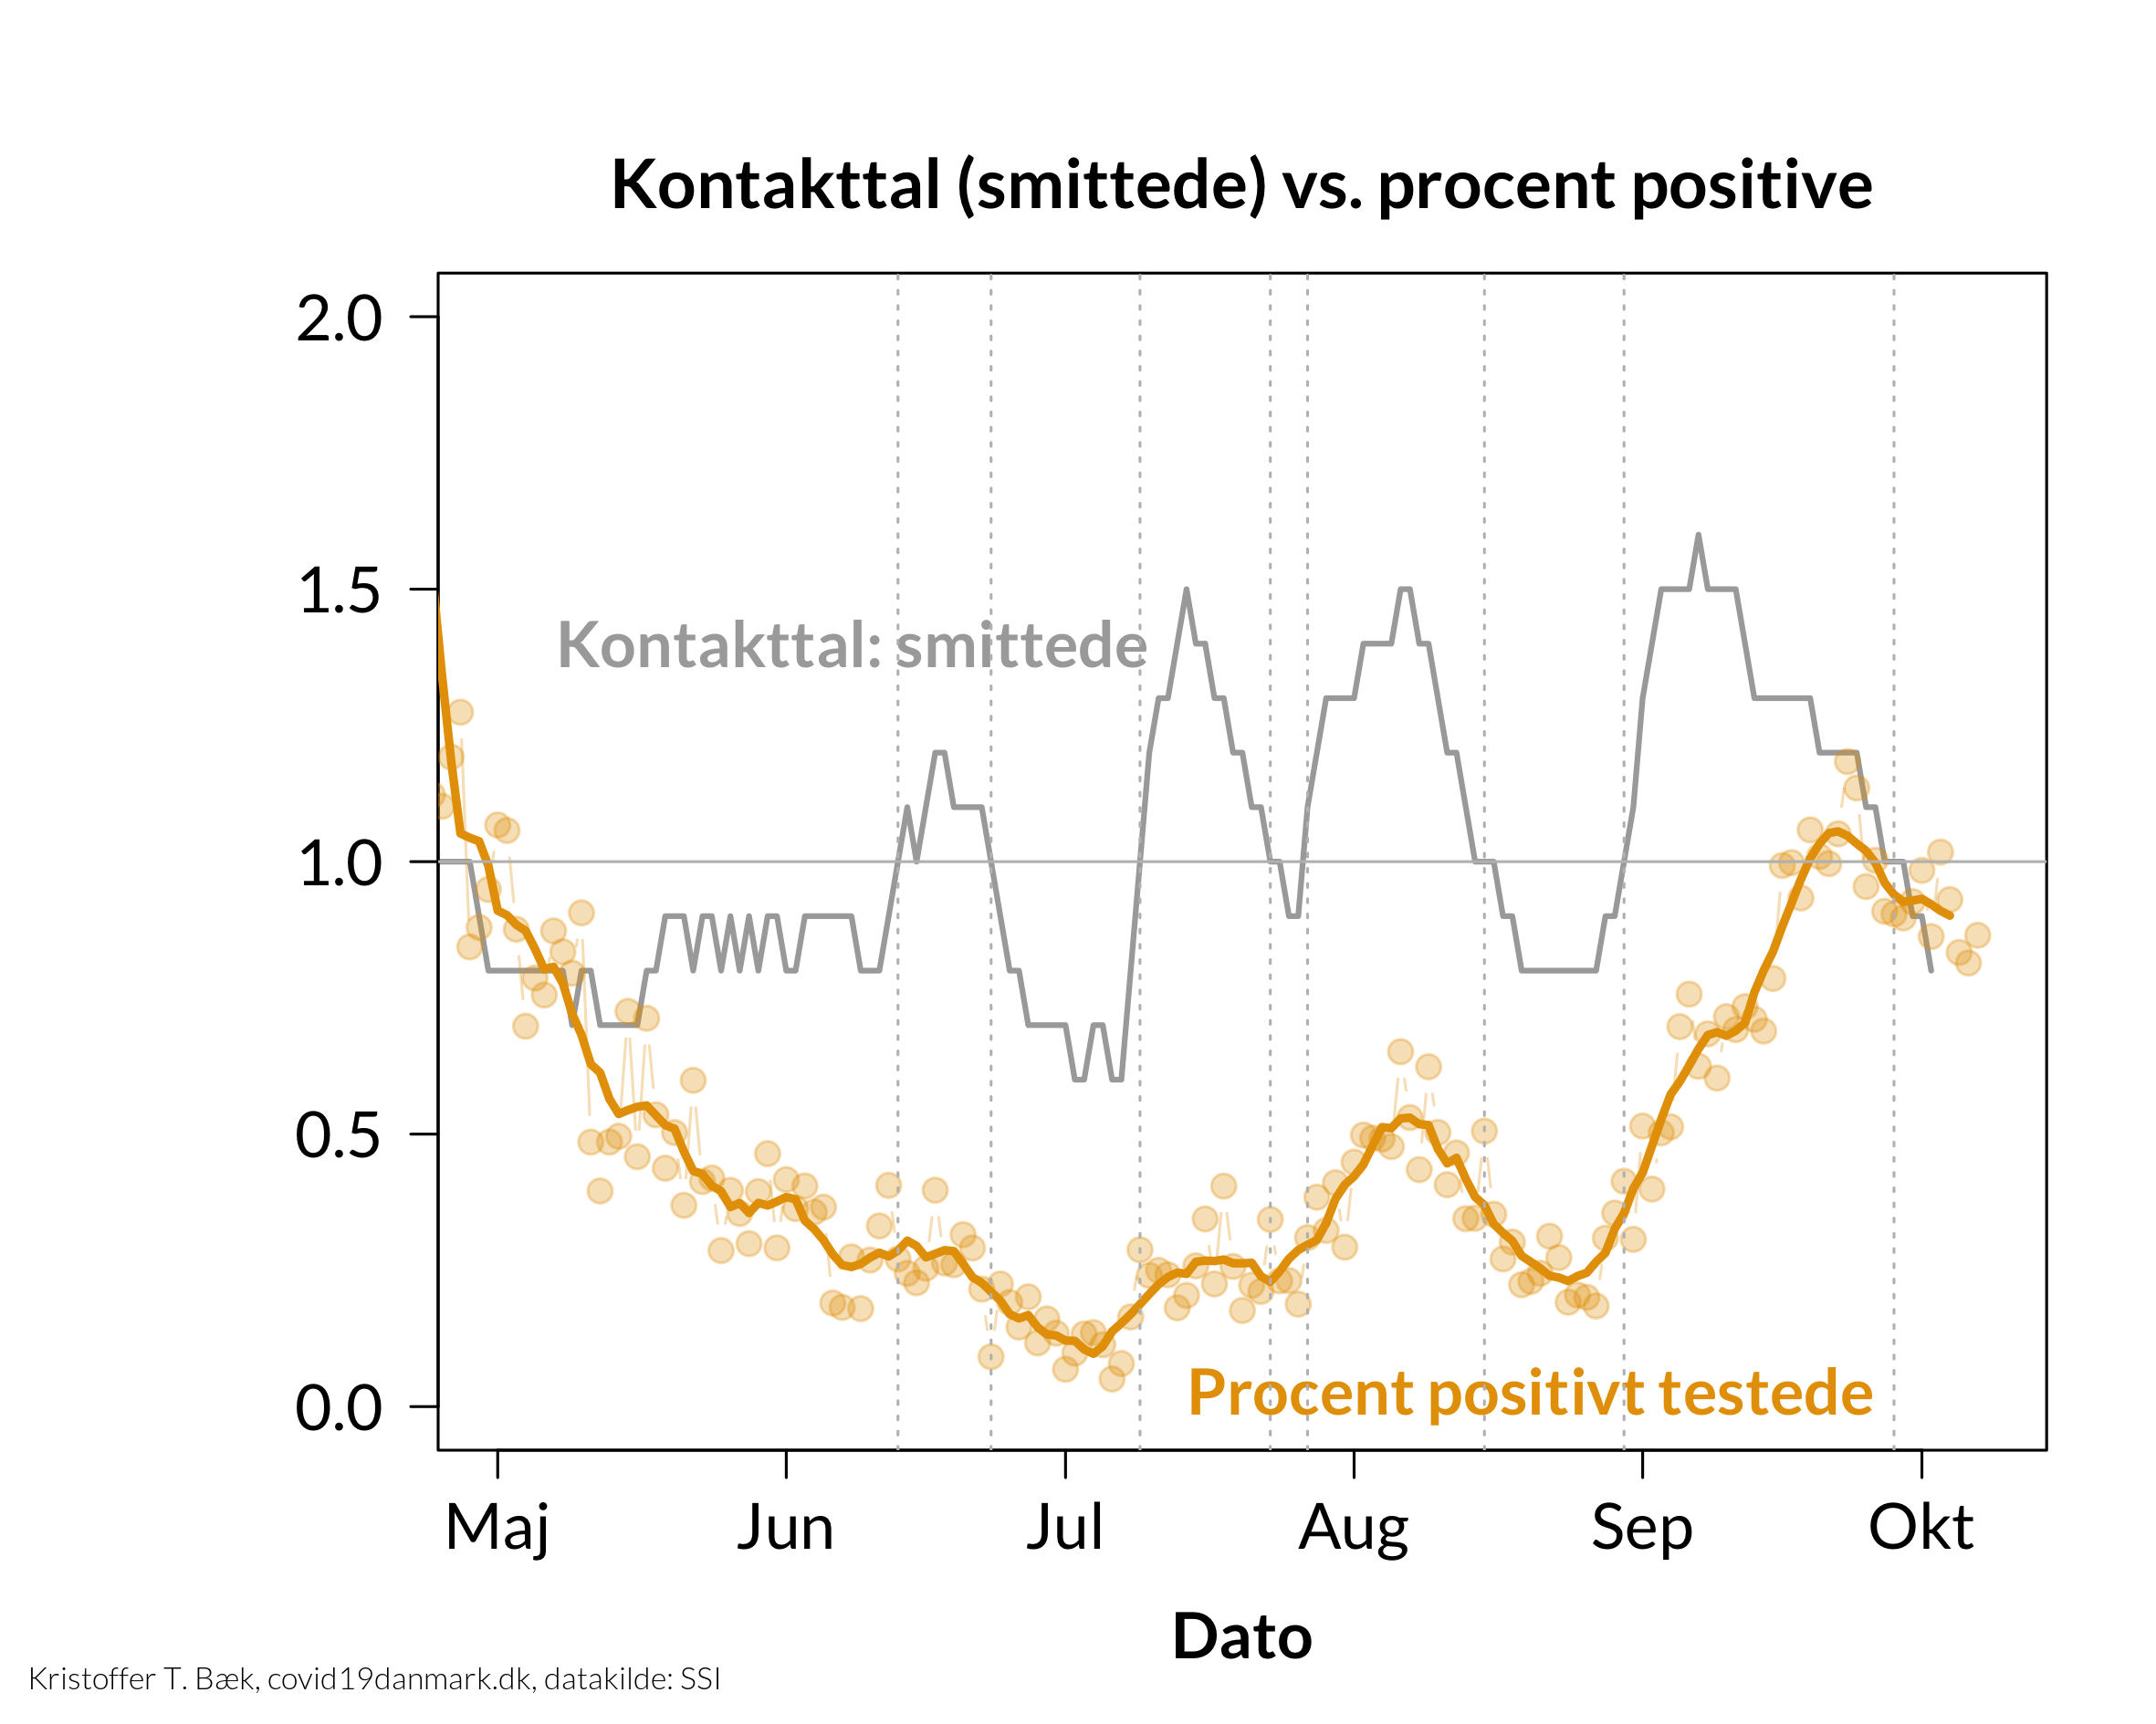 Kontakttal (smittede) vs. procent positive
2.0
1.5
Kontakttal: smittede
1.0
0.5
Procent positivt testede
0.0
Maj Jun Jul Aug Sep Okt
Dato
Kristoffer T. Bæk, covid19danmark.dk, datakilde: SSI